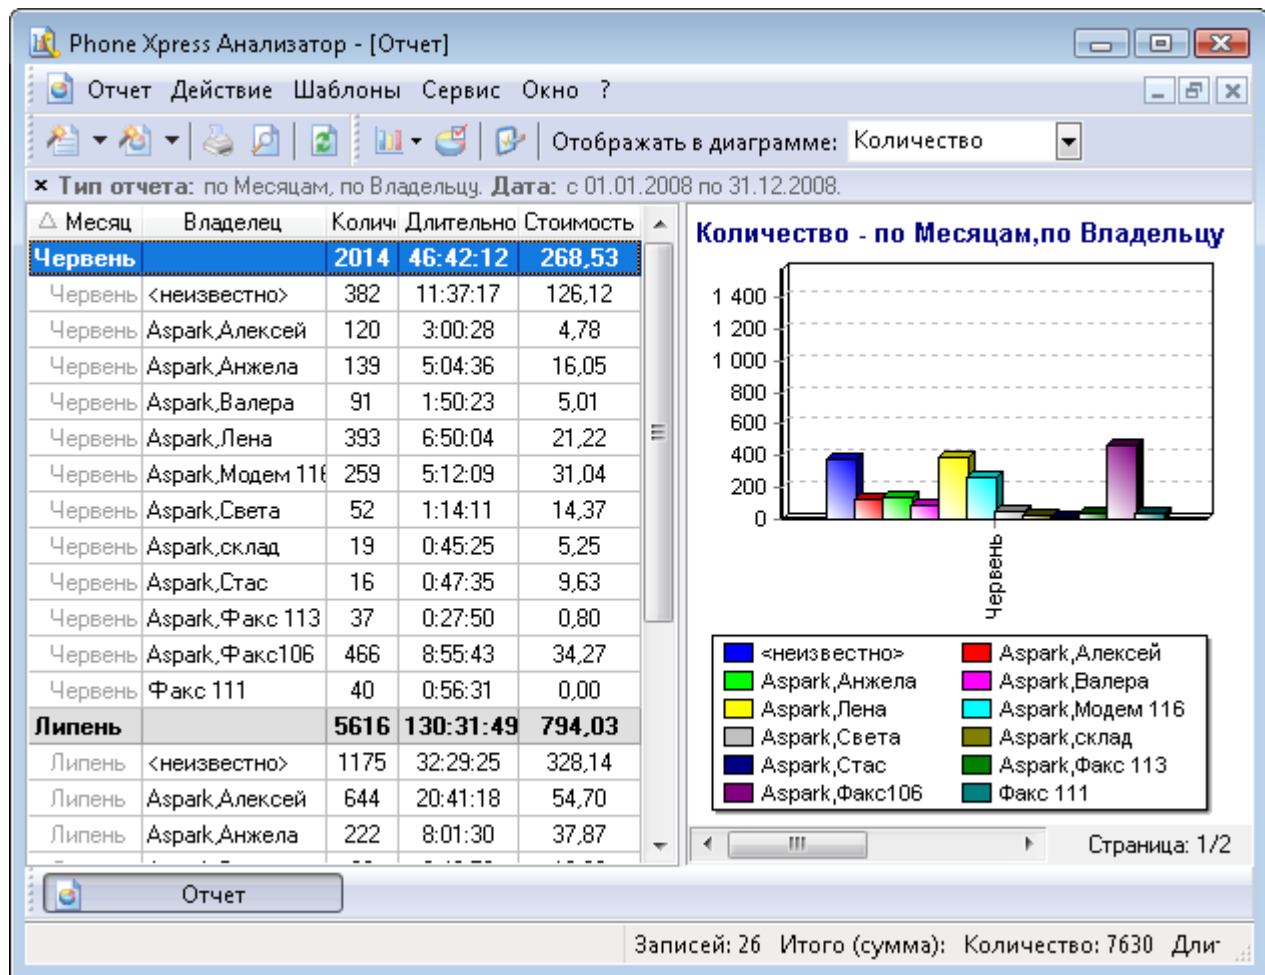 Phone Xpress Анализатор - [Отчет]
Отчет Действие Шаблоны Сервис Окно ?
Отображать в диаграмме: Количество
× Тип отчета: по Месяцам, по Владельцу. Дата: с 01.01.2008 по 31.12.2008.
Месяц Владелец Колич Длительно Стоимость
Червень 2014 46:42:12 268,53
Червень <неизвестно> 382 11:37:17 126,12
Червень Aspark,Алексей 120 3:00:28 4,78
Червень Aspark,Анжела 139 5:04:36 16,05
Червень Aspark,Валера 91 1:50:23 5,01
Червень Aspark,Лена 393 6:50:04 21,22
Червень Aspark,Модем 116 259 5:12:09 31,04
Червень Aspark,Света 52 1:14:11 14,37
Червень Aspark,склад 19 0:45:25 5,25
Червень Aspark,Стас 16 0:47:35 9,63
Червень Aspark,Факс 113 37 0:27:50 0,80
Червень Aspark,Факс106 466 8:55:43 34,27
Червень Факс 111 40 0:56:31 0,00
Липень 5616 130:31:49 794,03
Липень <неизвестно> 1175 32:29:25 328,14
Липень Aspark,Алексей 644 20:41:18 54,70
Липень Aspark,Анжела 222 8:01:30 37,87
Количество - по Месяцам,по Владельцу
1 400
1 200
1 000
800
600
400
200
0
Червень
<неизвестно> Aspark,Алексей
Aspark,Анжела Aspark,Валера
Aspark,Лена Aspark,Модем 116
Aspark,Света Aspark,склад
Aspark,Стас Aspark,Факс 113
Aspark,Факс106 Факс 111
Страница: 1/2
Отчет
Записей: 26 Итого (сумма): Количество: 7630 Дли